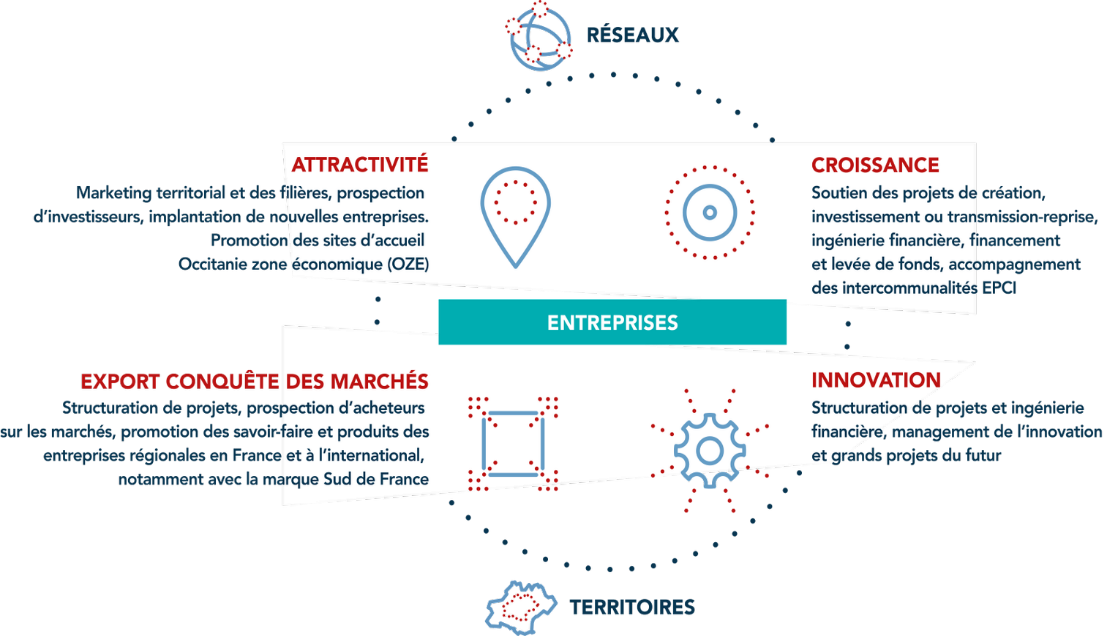 RÉSEAUX
ATTRACTIVITÉ
Marketing territorial et des filières, prospection
d’investisseurs, implantation de nouvelles entreprises.
Promotion des sites d’accueil
Occitanie zone économique (OZE)
CROISSANCE
Soutien des projets de création,
investissement ou transmission-reprise,
ingénierie financière, financement
et levée de fonds, accompagnement
des intercommunalités EPCI
ENTREPRISES
EXPORT CONQUÊTE DES MARCHÉS
Structuration de projets, prospection d’acheteurs
sur les marchés, promotion des savoir-faire et produits des
entreprises régionales en France et à l’international,
notamment avec la marque Sud de France
INNOVATION
Structuration de projets et ingénierie
financière, management de l’innovation
et grands projets du futur
TERRITOIRES